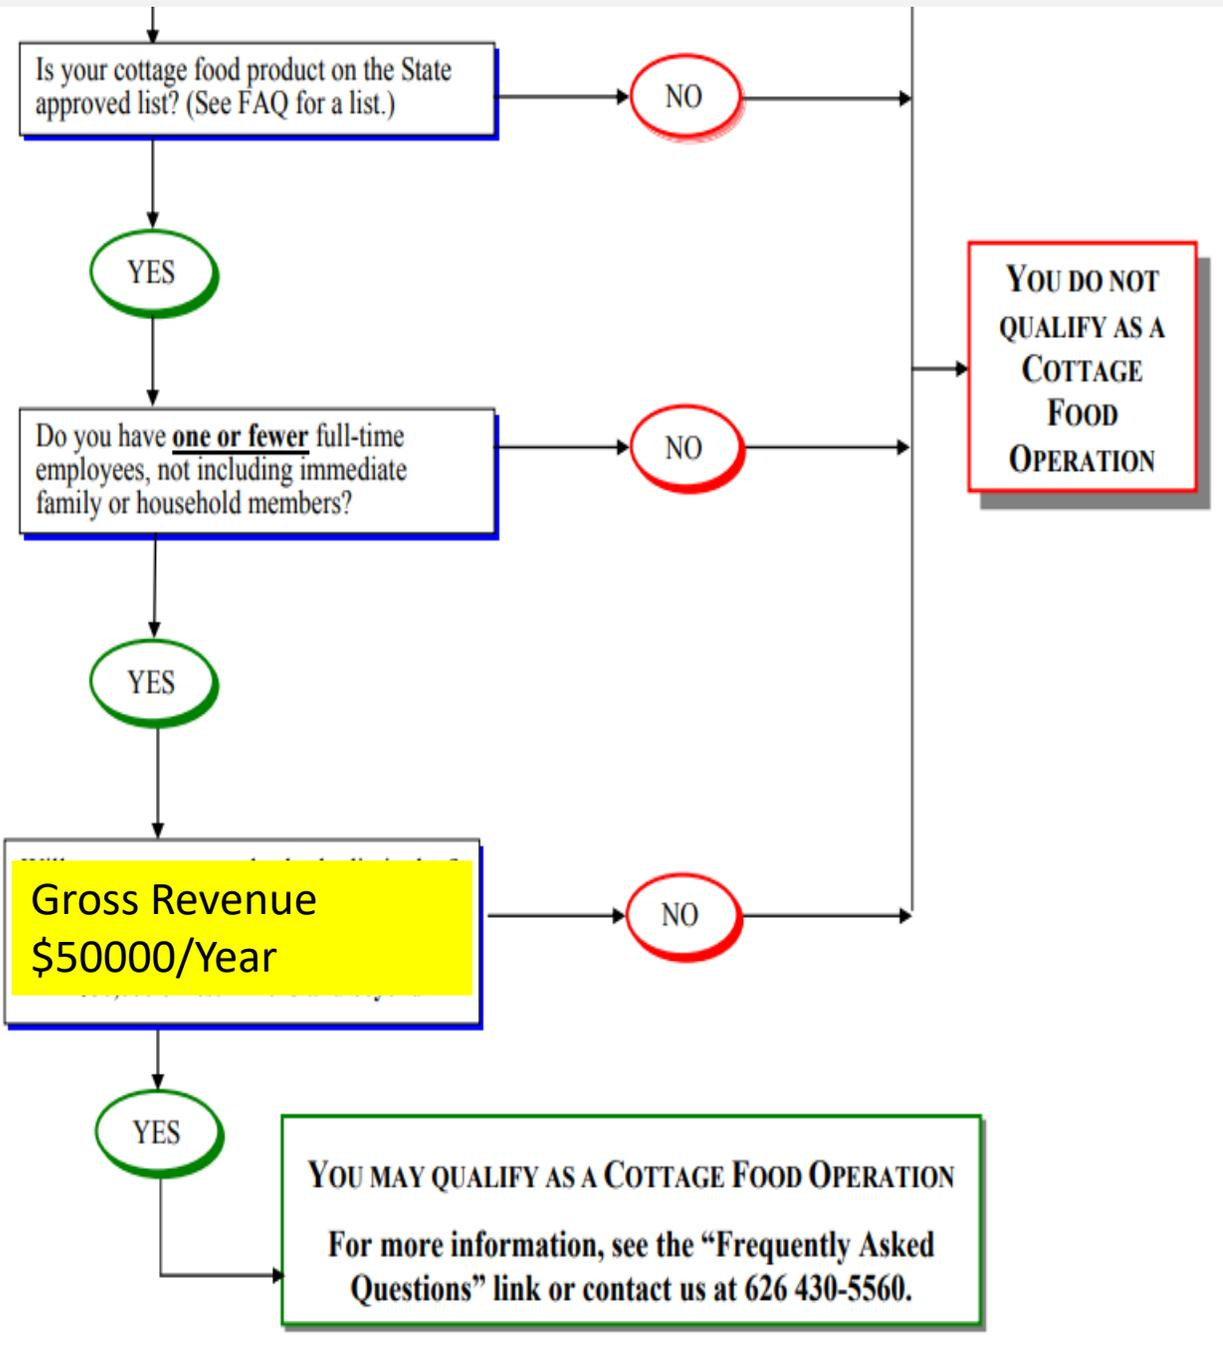 Is your cottage food product on the State
approved list? (See FAQ for a list.)
NO
YES
YOU DO NOT
QUALIFY AS A
COTTAGE
FOOD
OPERATION
Do you have one or fewer full-time
employees, not including immediate
family or household members?
NO
YES
Gross Revenue
$50000/Year
NO
YES
YOU MAY QUALIFY AS A COTTAGE FOOD OPERATION
For more information, see the “Frequently Asked
Questions” link or contact us at 626 430-5560.